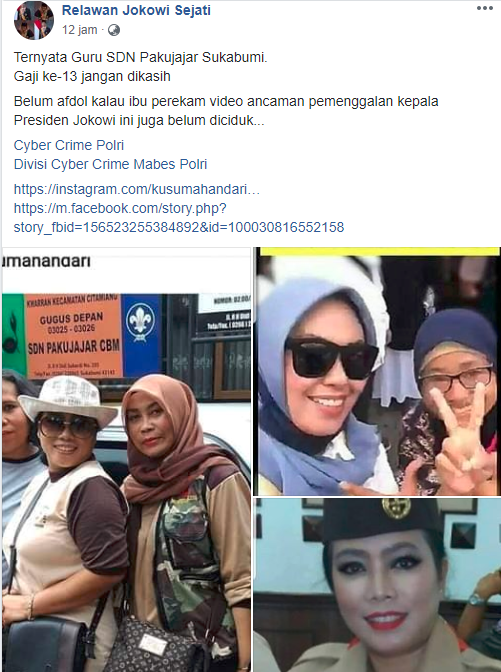 Relawan Jokowi Sejati
12 jam
Ternyata Guru SDN Pakujajar Sukabumi.
Gaji ke-13 jangan dikasih
Belum afdol kalau ibu perekam video ancaman pemenggalan kepala
Presiden Jokowi ini juga belum diciduk...
Cyber Crime Polri
Divisi Cyber Crime Mabes Polri
https://instagram.com/kusumahandari...
https://m.facebook.com/story.php?
story_fbid=156523255384892&id=100030816552158
umahandari
KWARRAN KECAMATAN CITAMIANG
GUGUS DEPAN
03025 - 03026
SDN PAKUJAJAR CBM